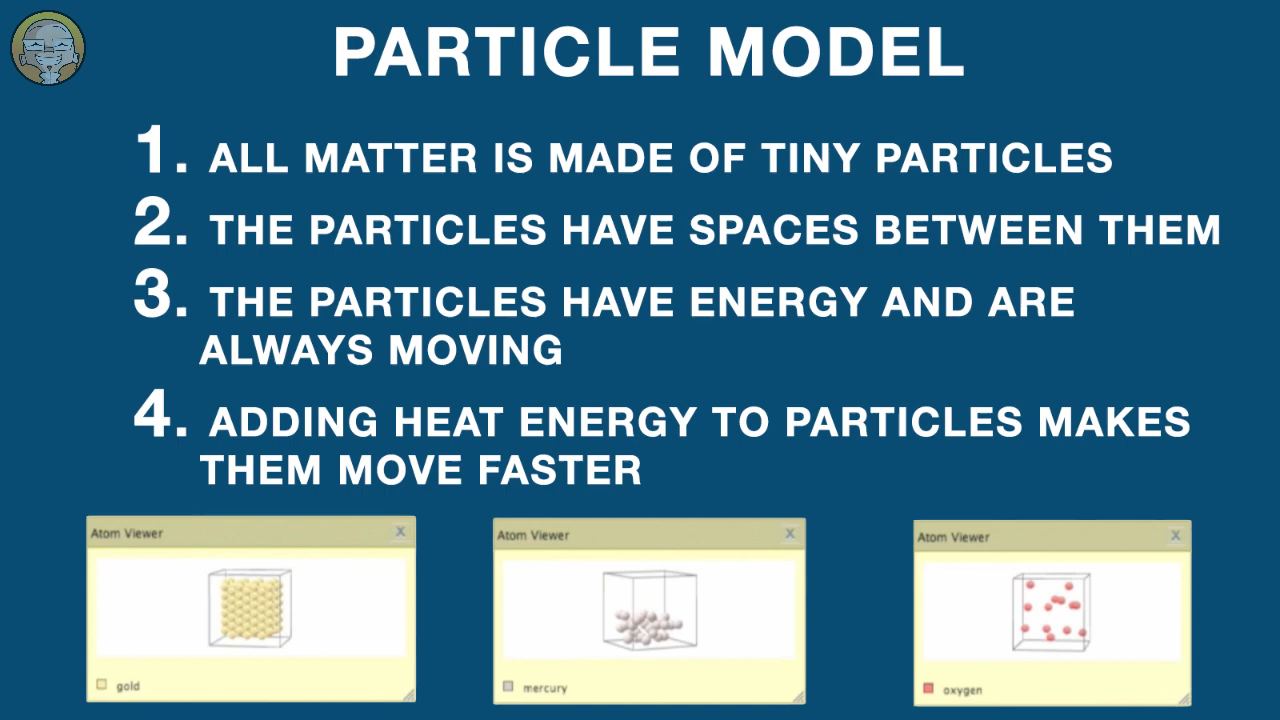 PARTICLE MODEL
1. ALL MATTER IS MADE OF TINY PARTICLES
2. THE PARTICLES HAVE SPACES BETWEEN THEM
3. THE PARTICLES HAVE ENERGY AND ARE
ALWAYS MOVING
4. ADDING HEAT ENERGY TO PARTICLES MAKES
THEM MOVE FASTER
Atom Viewer X
gold
Atom Viewer X
mercury
Atom Viewer X
oxygen